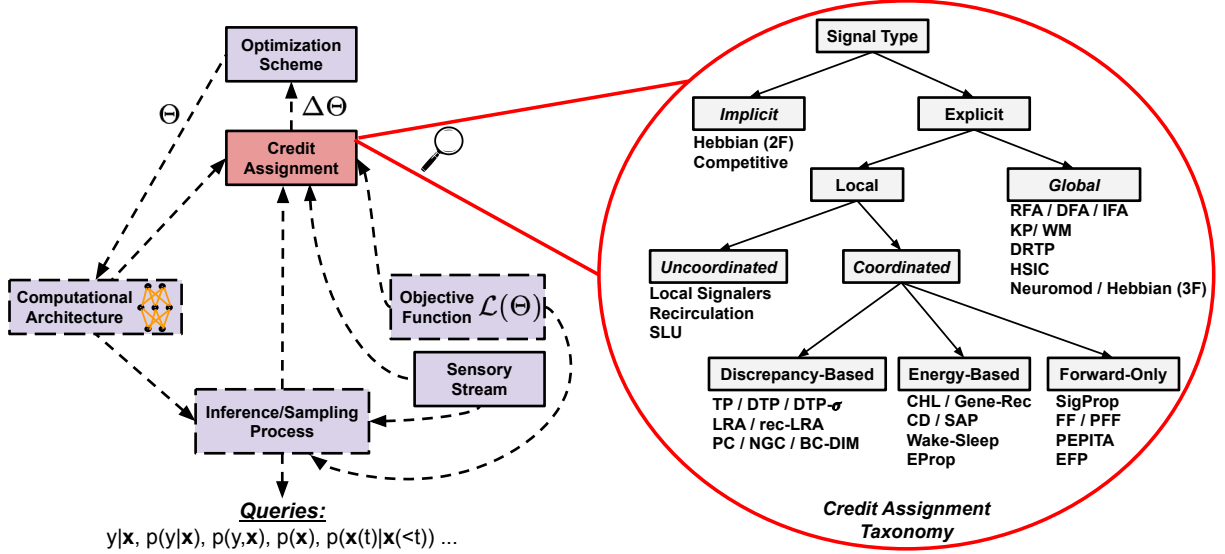 Optimization
Scheme
Θ
ΔΘ
Credit
Assignment
Computational
Architecture
Objective
Function ℒ(Θ)
Sensory
Stream
Inference/Sampling
Process
Queries:
y|x, p(y|x), p(y,x), p(x), p(x(t)|x(<t)) ...
Signal Type
Implicit
Hebbian (2F)
Competitive
Explicit
Local
Global
RFA / DFA / IFA
KP/ WM
DRTP
HSIC
Neuromod / Hebbian (3F)
Uncoordinated
Local Signalers
Recirculation
SLU
Coordinated
Discrepancy-Based
TP / DTP / DTP-σ
LRA / rec-LRA
PC / NGC / BC-DIM
Energy-Based
CHL / Gene-Rec
CD / SAP
Wake-Sleep
EProp
Forward-Only
SigProp
FF / PFF
PEPITA
EFP
Credit Assignment
Taxonomy